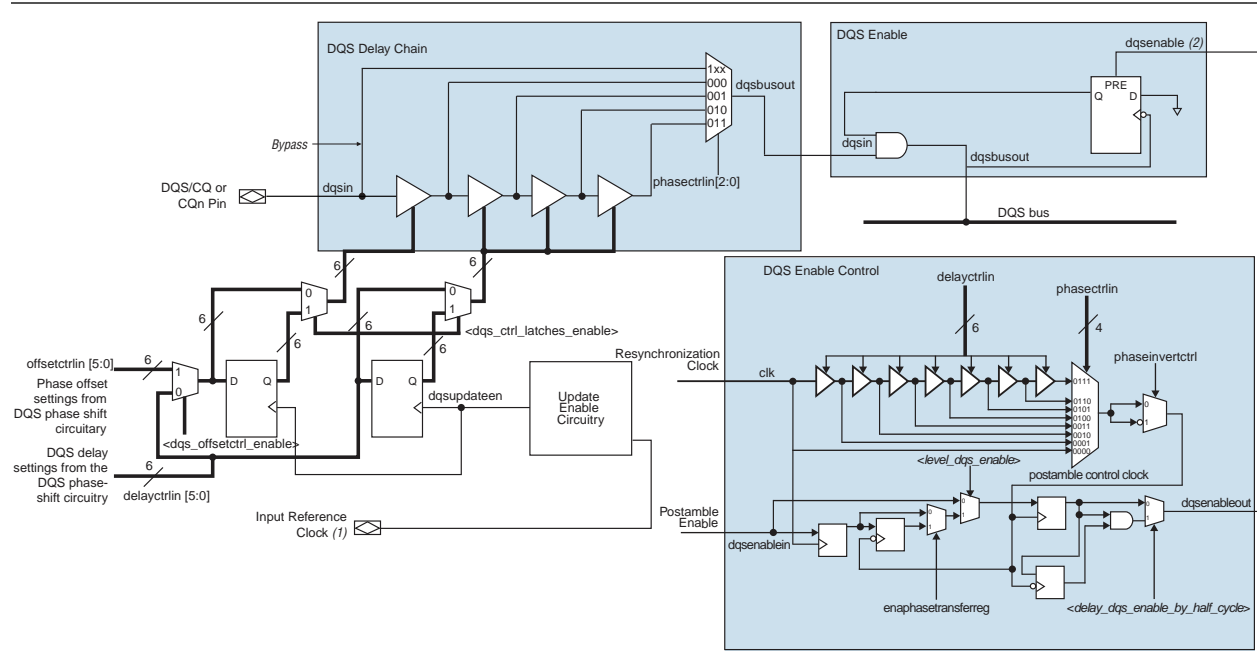 DQS Delay Chain
1xx
000
001
010
011
dqsbusout
Bypass
phasectrlin[2:0]
DQS/CQ or
CQn Pin
dqsin
DQS Enable
dqsenable (2)
PRE
Q
D
dqsin
dqsbusout
DQS bus
6
6
0
1
0
1
6
6
6
6
<dqs_ctrl_latches_enable>
offsetctrlin [5:0]
6
1
0
D
Q
D
Q
Phase offset
settings from
DQS phase shift
circuitary
<dqs_offsetctrl_enable>
dqsupdateen
Update
Enable
Circuitry
DQS delay
settings from the
DQS phase-
shift circuitry
6
delayctrlin [5:0]
Input Reference
Clock (1)
DQS Enable Control
delayctrlin
phasectrlin
6
4
Resynchronization
Clock
clk
phaseinvertctrl
0111
0110
0101
0100
0011
0010
0001
0000
0
1
<level_dqs_enable>
postamble control clock
Postamble
Enable
dqsenablein
0
1
0
1
0
1
dqsenableout
enaphasetransferreg
<delay_dqs_enable_by_half_cycle>